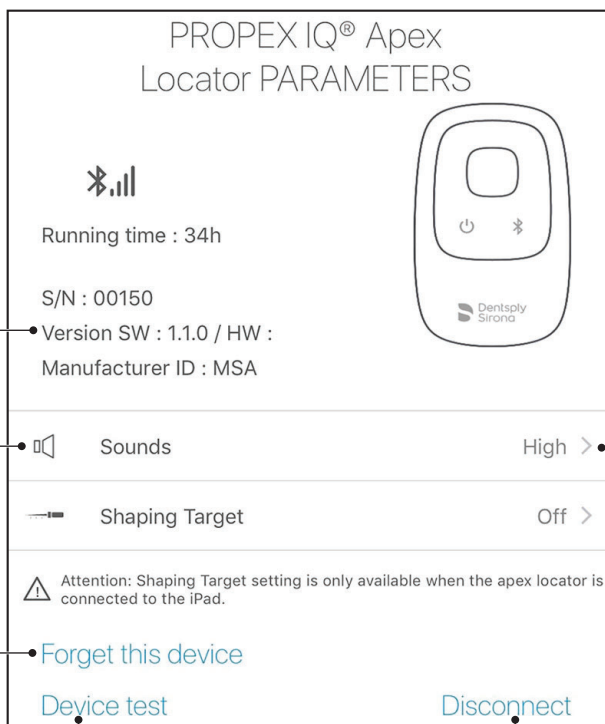 PROPEX IQ® Apex
Locator PARAMETERS
Running time : 34h
S/N : 00150
Dentsply
Sirona
Version SW : 1.1.0 / HW :
Manufacturer ID : MSA
Sounds High >
Shaping Target Off >
Attention: Shaping Target setting is only available when the apex locator is
connected to the iPad.
Forget this device
Device test Disconnect